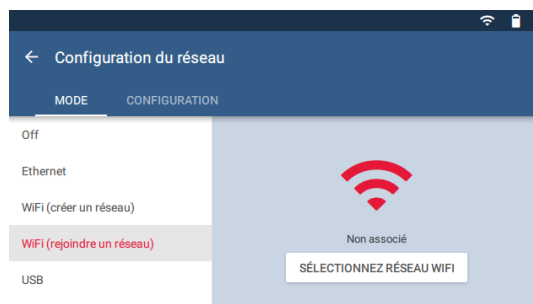 Configuration du réseau
MODE CONFIGURATION
Off
Ethernet
WiFi (créer un réseau)
WiFi (rejoindre un réseau)
USB
Non associé
SÉLECTIONNEZ RÉSEAU WIFI